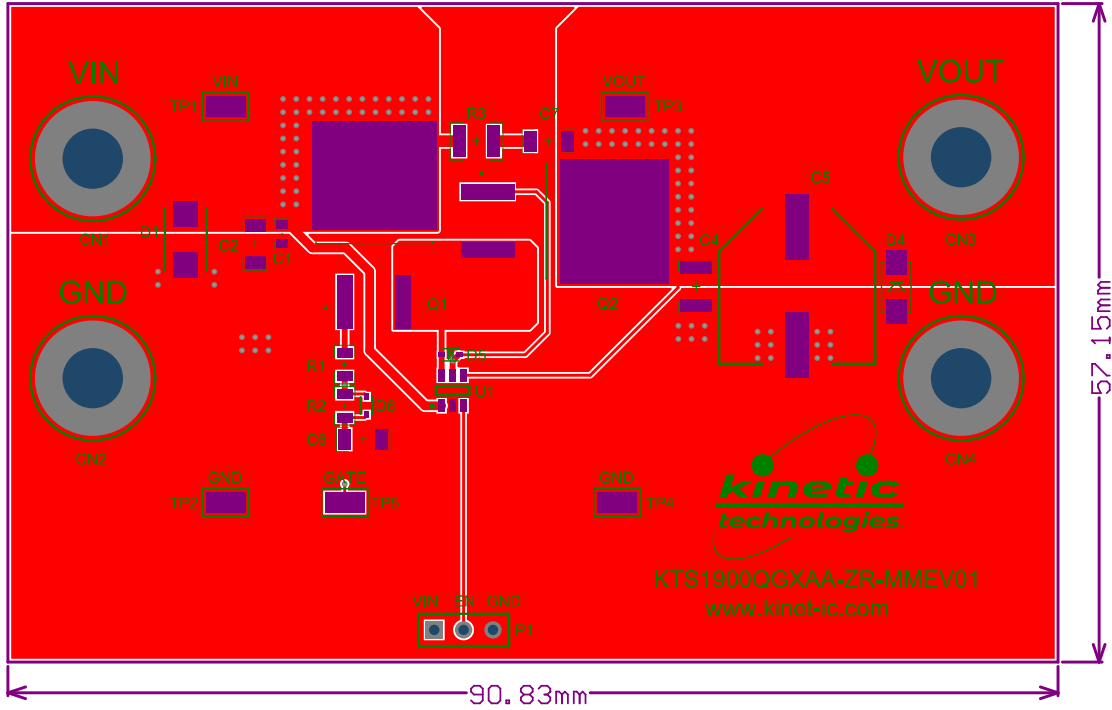 VIN
VIN
TP1
VOUT
TP3
VOUT
R3
C7
CN1
D1
C2
C1
C5
C4
D4
CN3
GND
Q1
Q2
GND
D5
R1
U1
R2
D6
C6
CN2
CN4
GND
TP2
GATE
TP5
GND
TP4
kinetic
technologies
KTS1900QGXAA-ZR-MMEV01
www.kinet-ic.com
VIN EN GND
P1
90.83mm
57.15mm